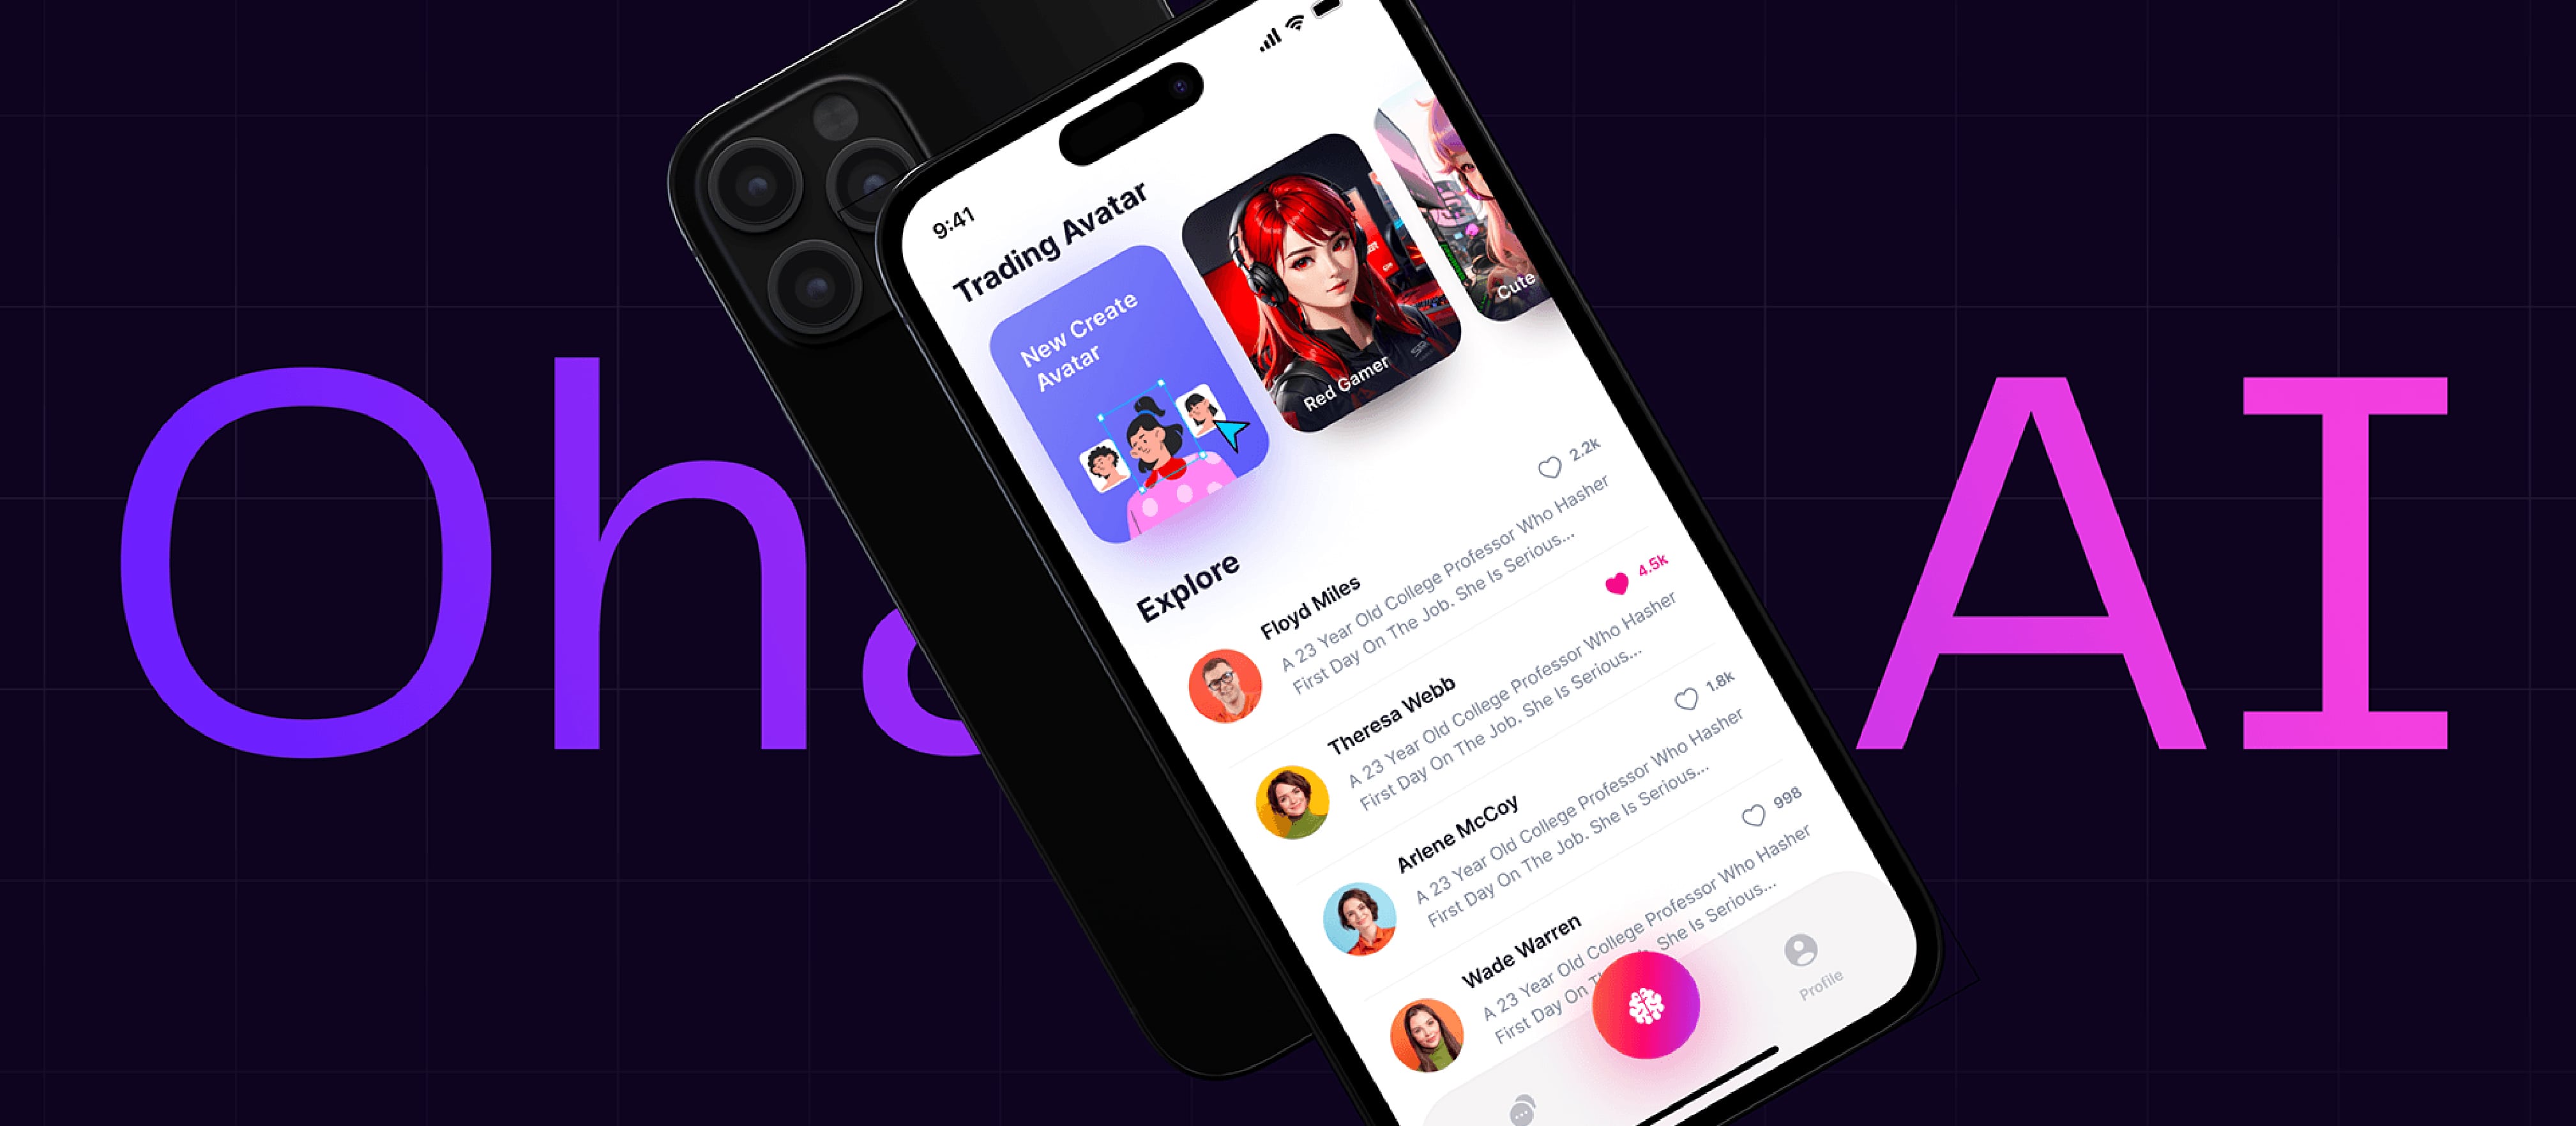 Oha AI
9:41
Trading Avatar
New Create
Avatar
Red Gamer
Cute
Explore
Floyd Miles
2.2k
A 23 Year Old College Professor Who Hasher
First Day On The Job. She Is Serious...
Theresa Webb
4.5k
A 23 Year Old College Professor Who Hasher
First Day On The Job. She Is Serious...
Arlene McCoy
1.8k
A 23 Year Old College Professor Who Hasher
First Day On The Job. She Is Serious...
Wade Warren
998
A 23 Year Old College Professor Who Hasher
First Day On She Is Serious...
Profile